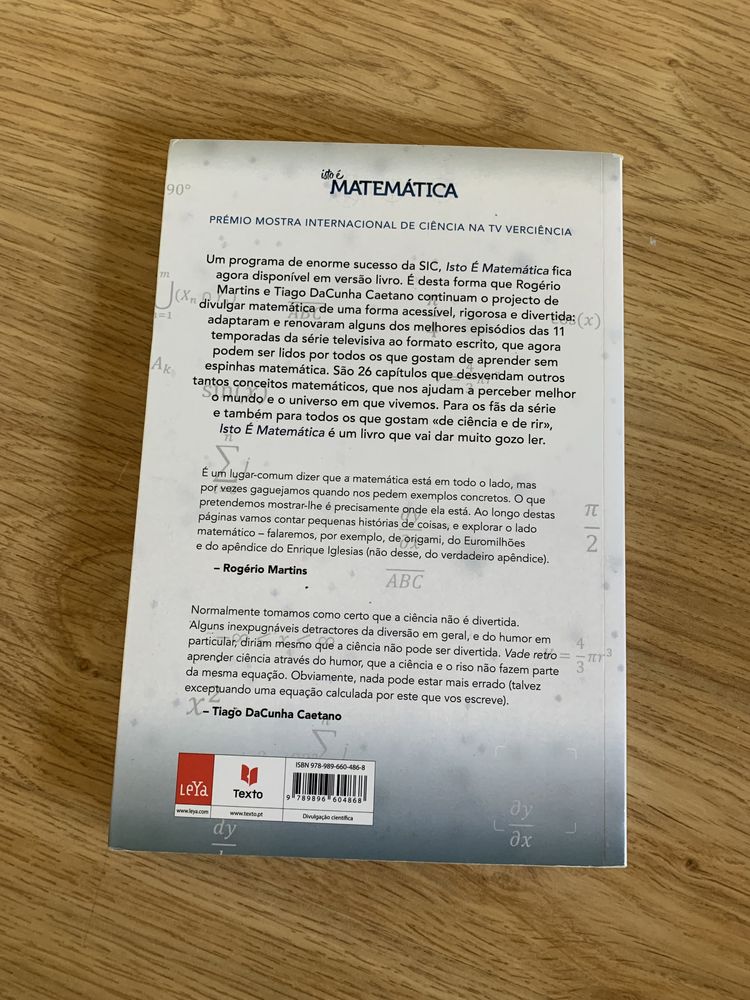 isto é
MATEMÁTICA
90°
PRÉMIO MOSTRA INTERNACIONAL DE CIÊNCIA NA TV VERCIÊNCIA
Um programa de enorme sucesso da SIC, Isto É Matemática fica
agora disponível em versão livro. É desta forma que Rogério
Martins e Tiago DaCunha Caetano continuam o projecto de
divulgar matemática de uma forma acessível, rigorosa e divertida:
adaptaram e renovaram alguns dos melhores episódios das 11
temporadas da série televisiva ao formato escrito, que agora
podem ser lidos por todos os que gostam de aprender sem
espinhas matemática. São 26 capítulos que desvendam outros
tantos conceitos matemáticos, que nos ajudam a perceber melhor
o mundo e o universo em que vivemos. Para os fãs da série
e também para todos os que gostam «de ciência e de rir»,
Isto É Matemática é um livro que vai dar muito gozo ler.
ABC
cos(x)
A_k
sin(x)
É um lugar-comum dizer que a matemática está em todo o lado, mas
por vezes gaguejamos quando nos pedem exemplos concretos. O que
pretendemos mostrar-lhe é precisamente onde ela está. Ao longo destas
páginas vamos contar pequenas histórias de coisas, e explorar o lado
matemático – falaremos, por exemplo, de origami, do Euromilhões
e do apêndice do Enrique Iglesias (não desse, do verdadeiro apêndice).
π/2
– Rogério Martins
ABC
Normalmente tomamos como certo que a ciência não é divertida.
Alguns inexpugnáveis detractores da diversão em geral, e do humor em
particular, diriam mesmo que a ciência não pode ser divertida. Vade retro
aprender ciência através do humor, que a ciência e o riso não fazem parte
da mesma equação. Obviamente, nada pode estar mais errado (talvez
exceptuando uma equação calculada por este que vos escreve).
= 4/3 πr³
x²
– Tiago DaCunha Caetano
LeYa
www.leya.com
Texto
www.texto.pt
ISBN 978-989-660-486-8
9 789896 604868
Divulgação científica
dy
∂y/∂x